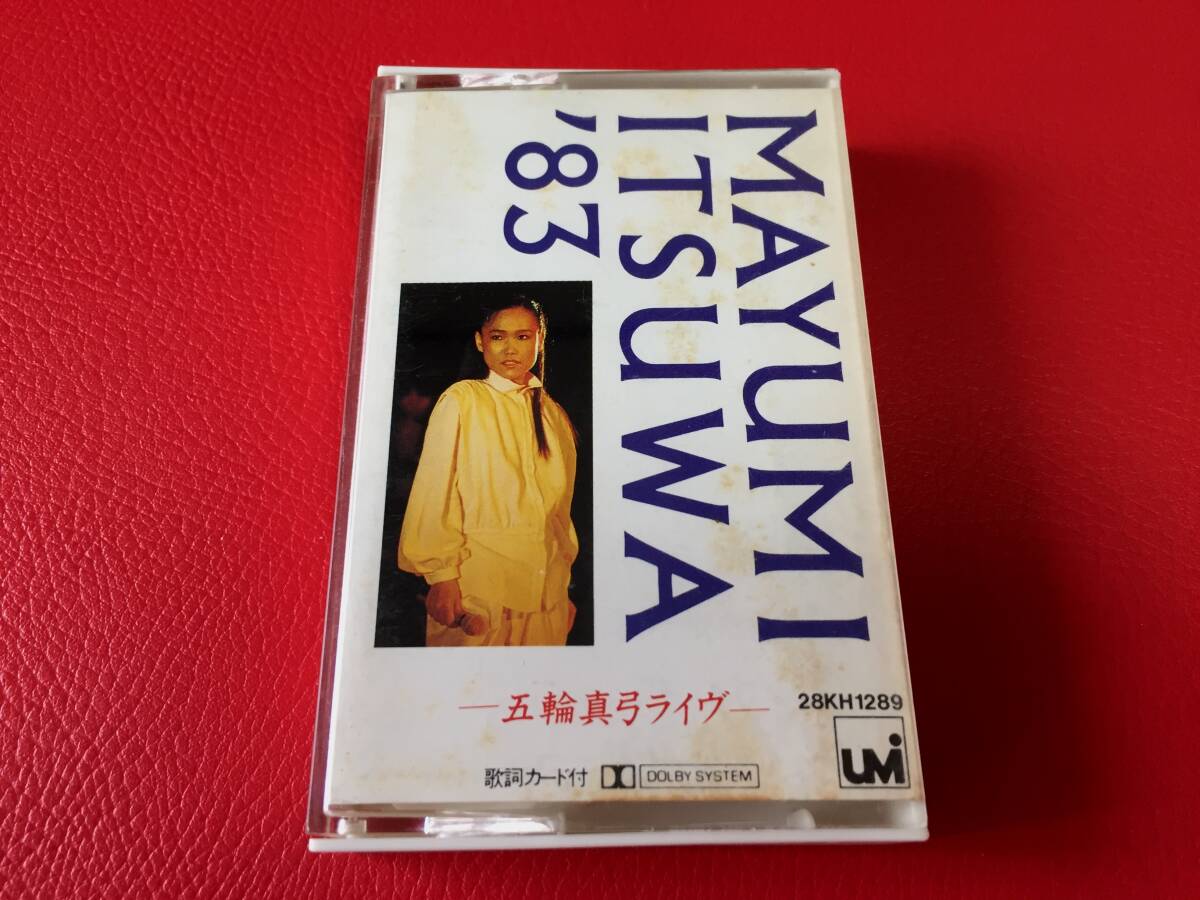 MAYUMI
ITSUWA
'83
—五輪真弓ライヴ—
28KH1289
UMi
歌詞カード付 DOLBY SYSTEM